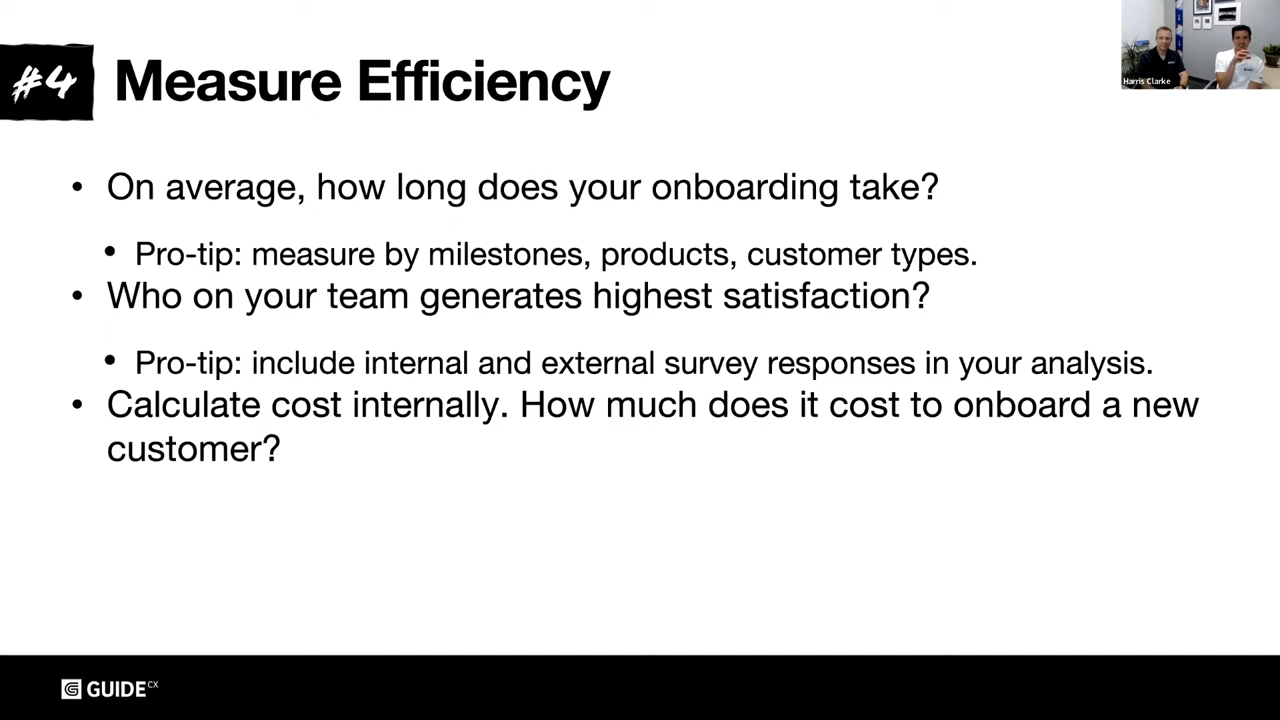 #4
Measure Efficiency
Harris Clarke
• On average, how long does your onboarding take?
• Pro-tip: measure by milestones, products, customer types.
• Who on your team generates highest satisfaction?
• Pro-tip: include internal and external survey responses in your analysis.
• Calculate cost internally. How much does it cost to onboard a new
customer?
GUIDE CX